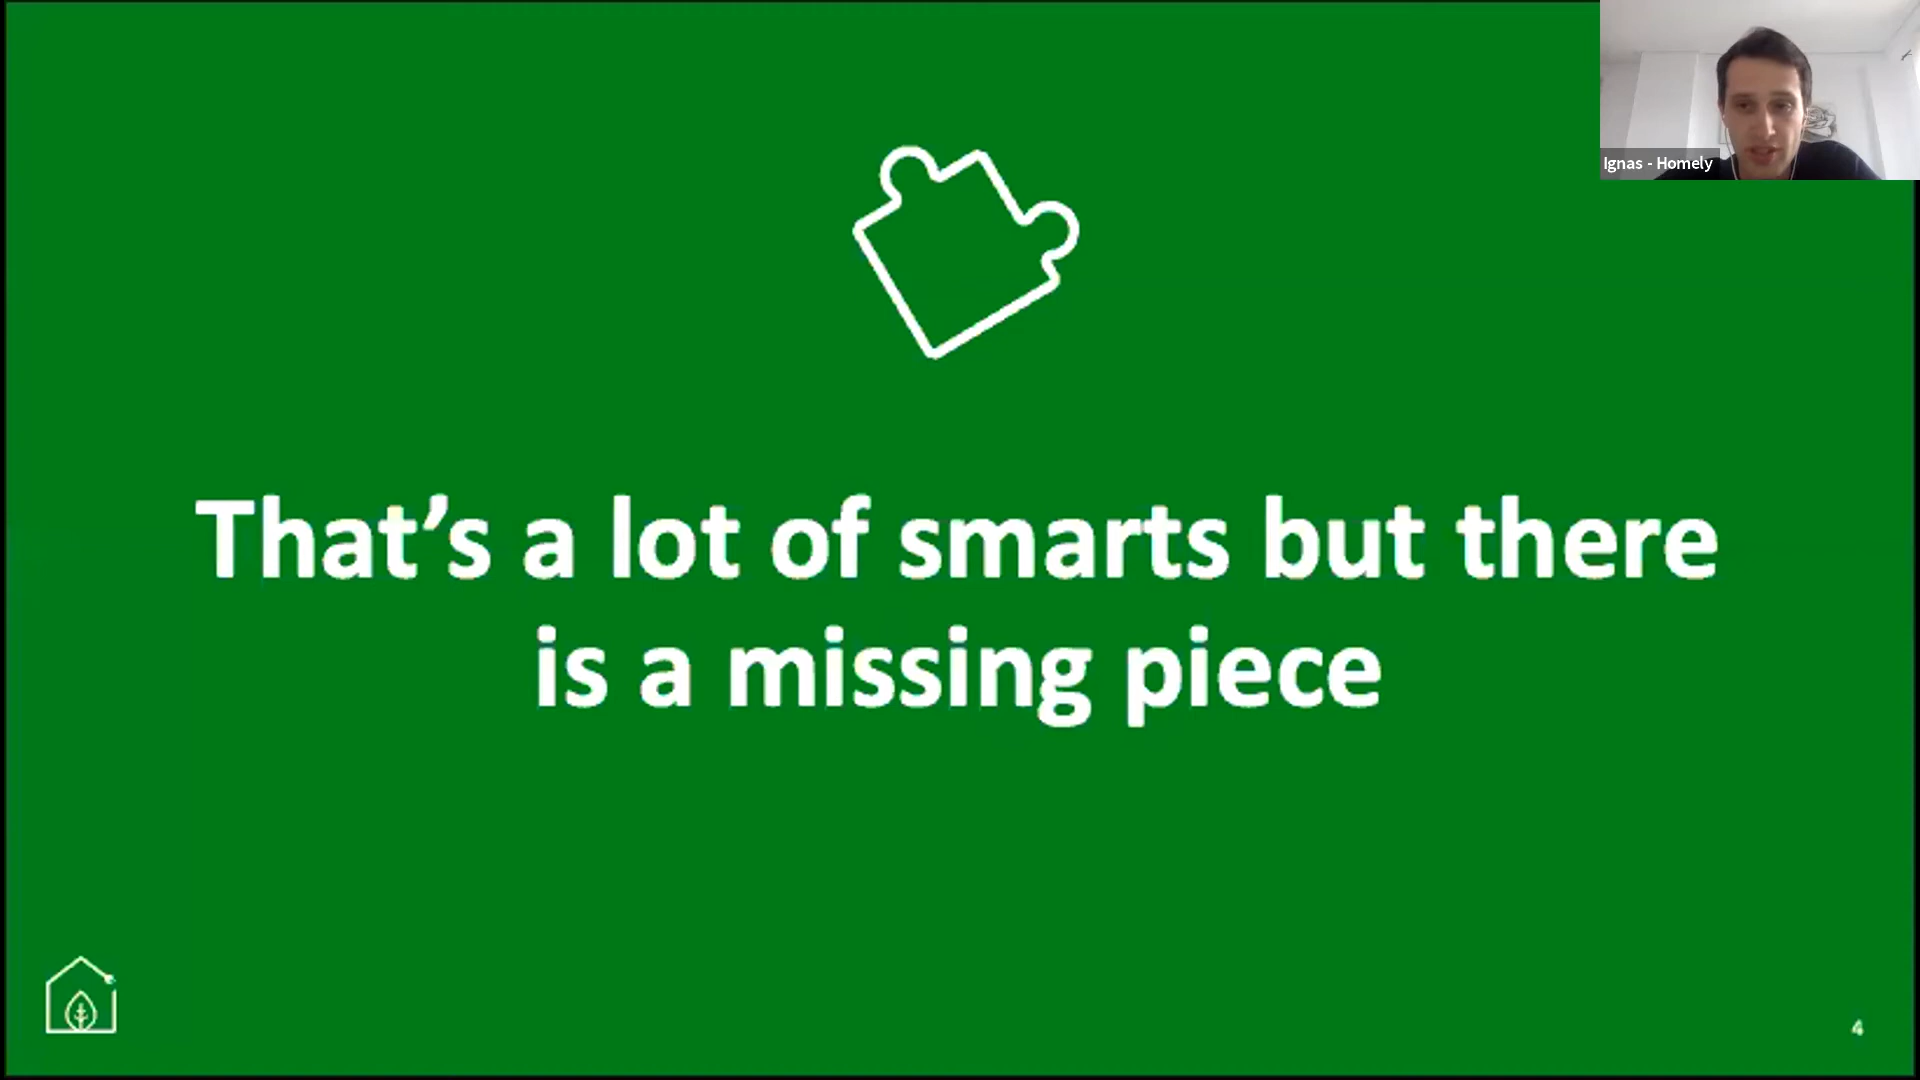 Ignas - Homely
That’s a lot of smarts but there
is a missing piece
4